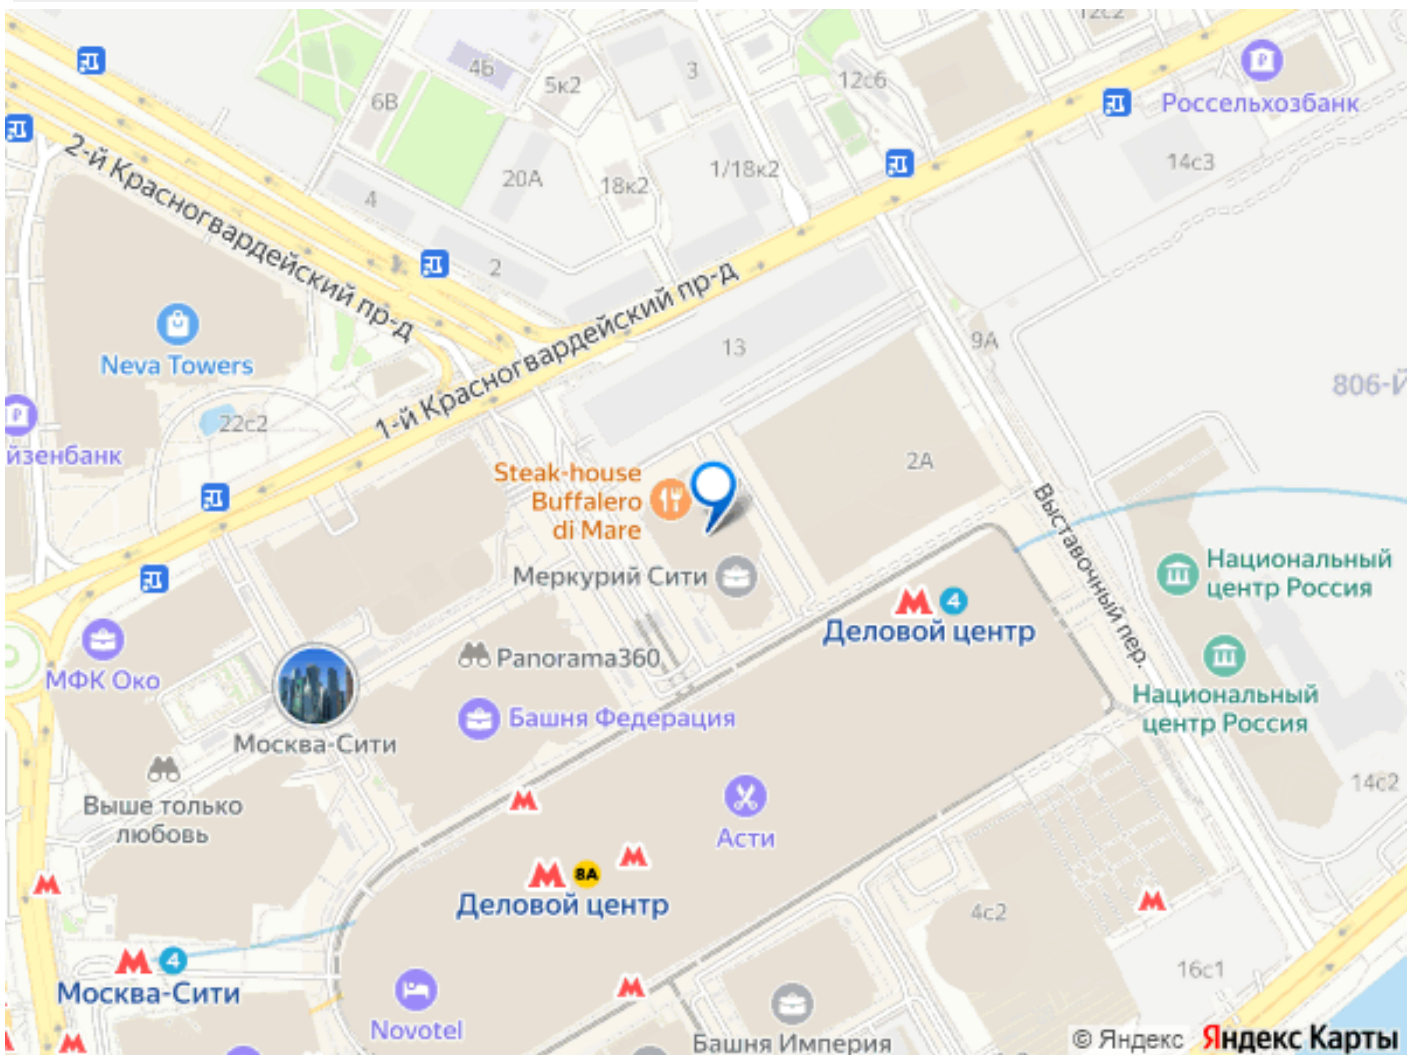 12с2
4Б
3
5к2
12с6
6В
Россельхозбанк
2-й Красногвардейский пр-д
20А
18к2
1/18к2
14с3
4
2
1-й Красногвардейский пр-д
Neva Towers
13
9А
806-Й
22с2
йзенбанк
Steak-house
Buffalero
di Mare
2А
Выставочный пер.
Национальный
центр Россия
Меркурий Сити
4
Деловой центр
МФК Око
Panorama360
Национальный
центр Россия
Башня Федерация
Москва-Сити
14с2
Выше только
любовь
Асти
8А
Деловой центр
4с2
4
Москва-Сити
16с1
Novotel
Башня Империя
© Яндекс Яндекс Карты